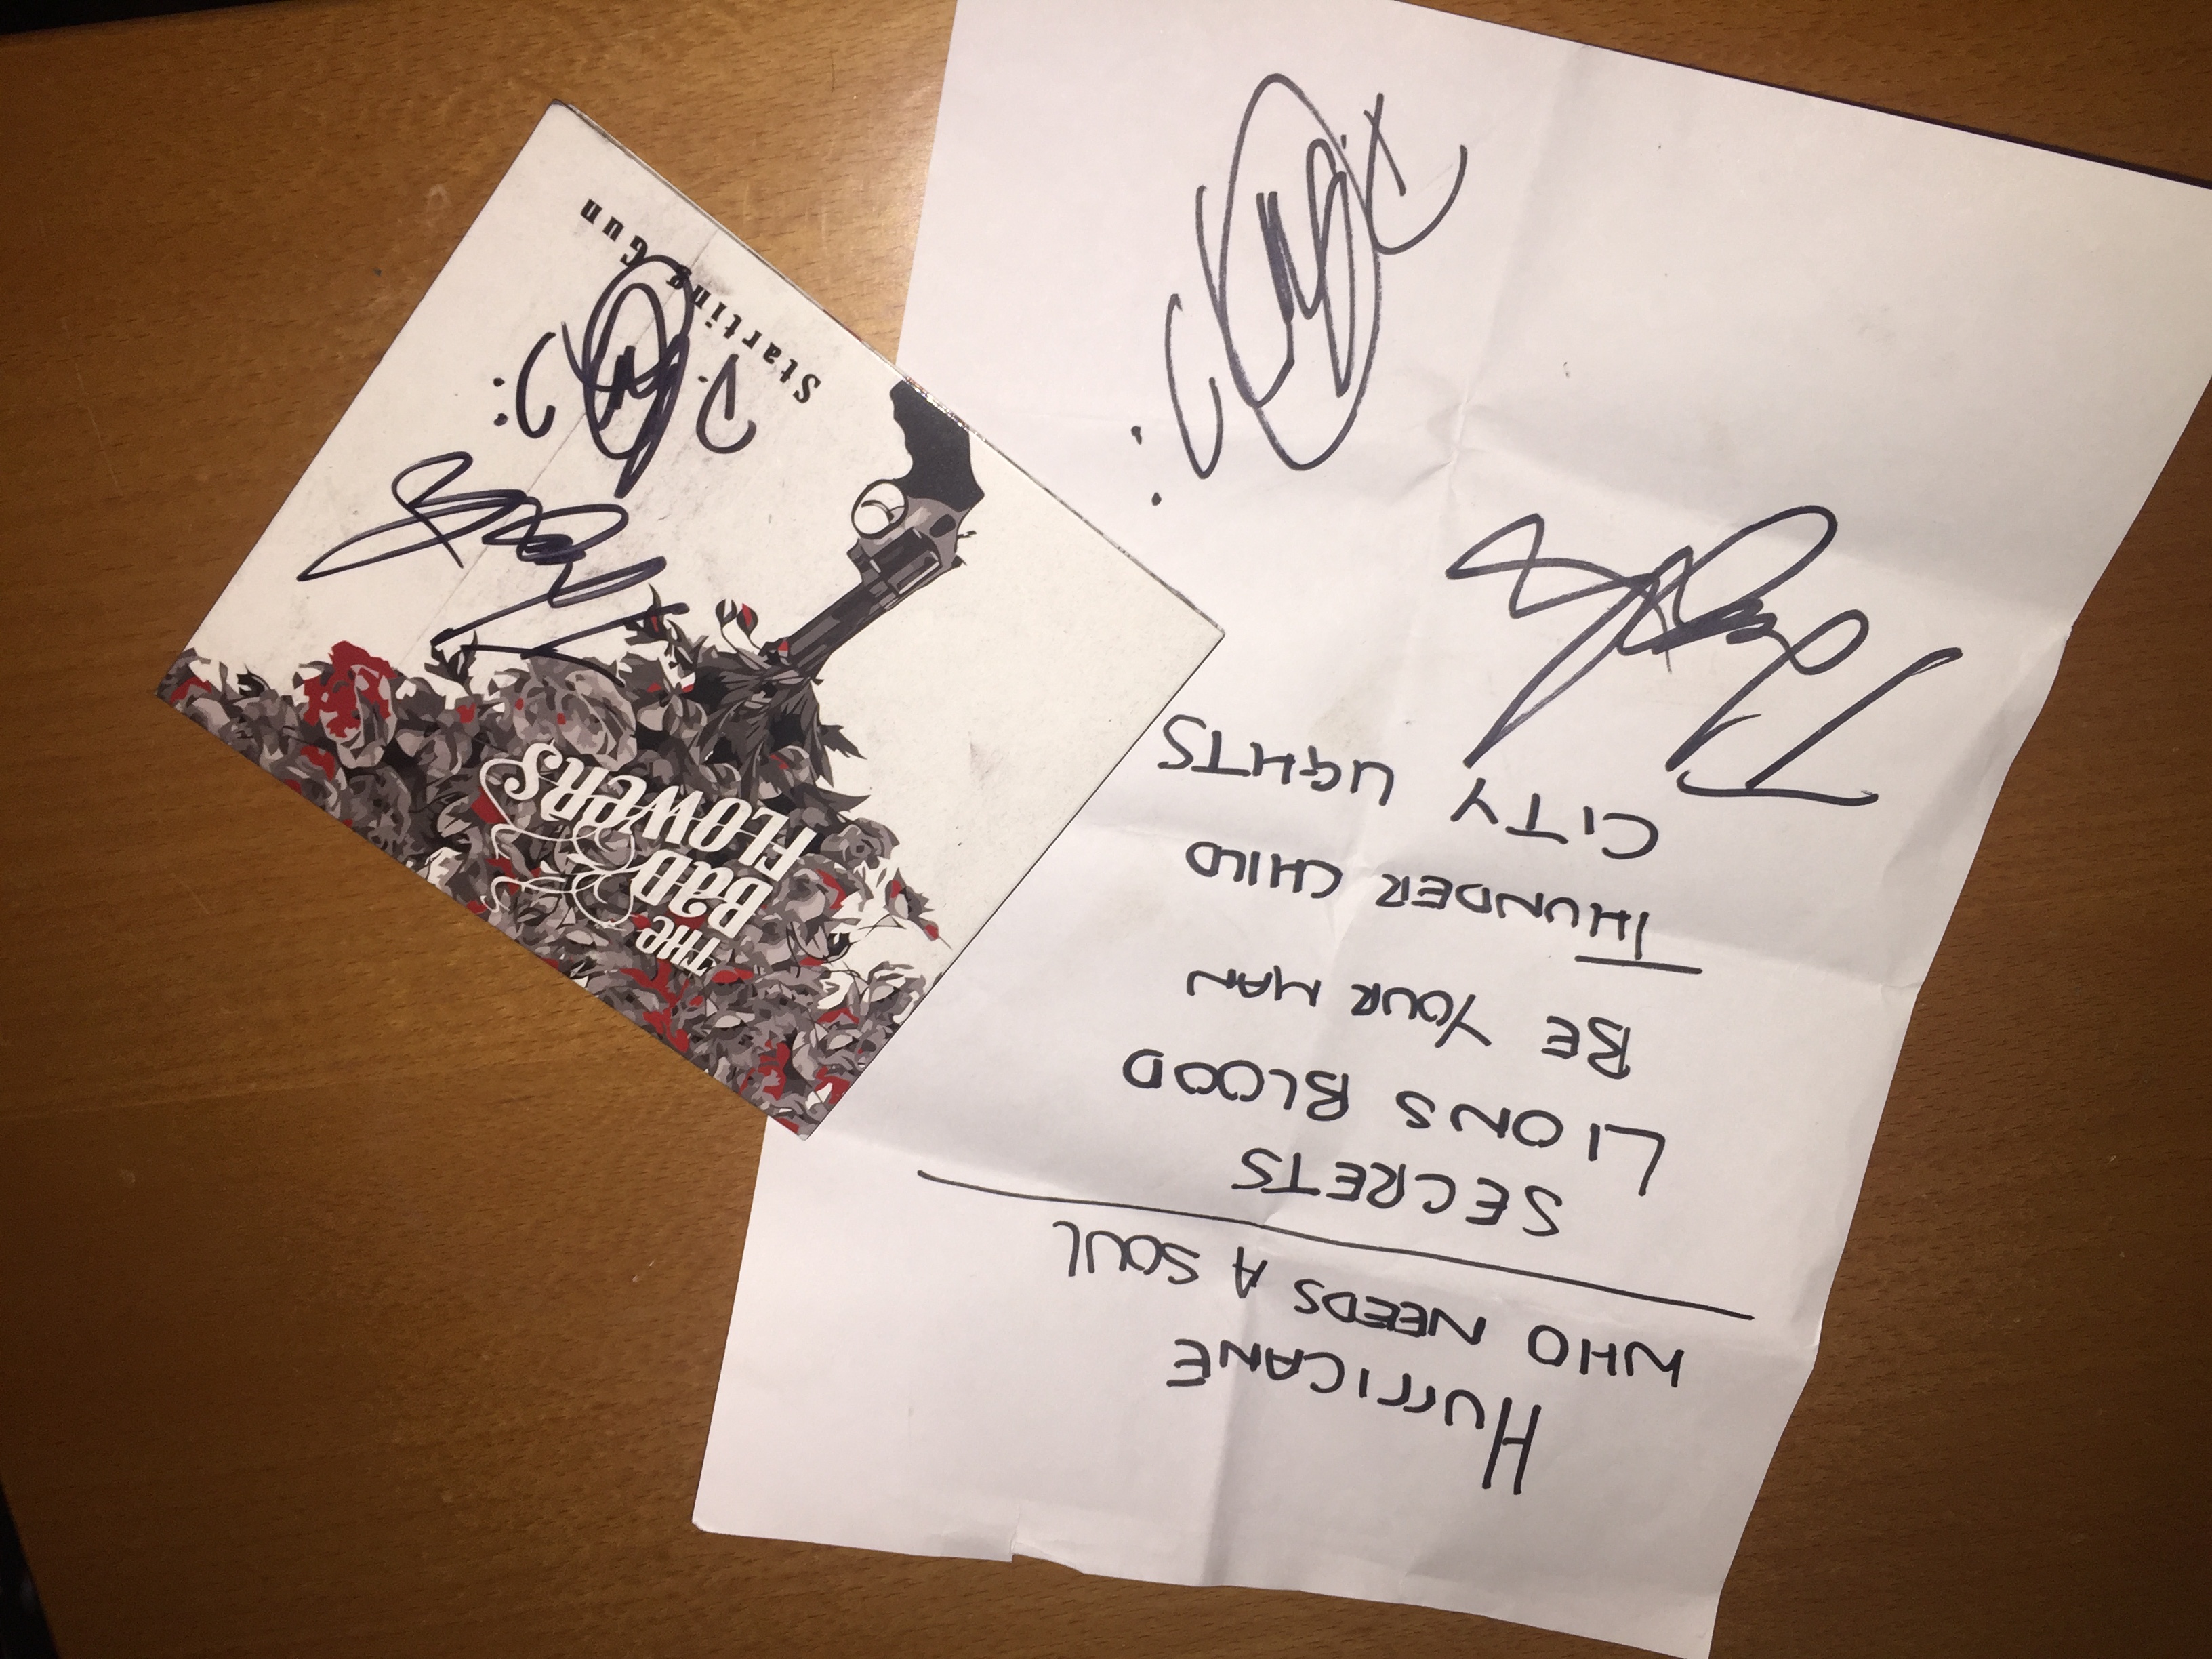 THE
BAD
FLOWERS
Starting Gun
HURRICANE
WHO NEEDS A SOUL
SECRETS
LIONS BLOOD
BE YOUR MAN
THUNDER CHILD
CITY LIGHTS